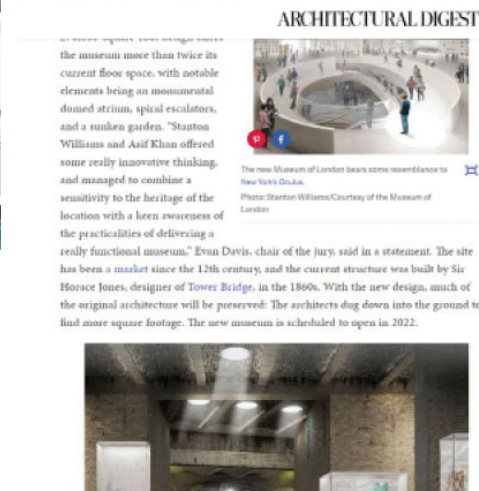 ARCHITECTURAL DIGEST
the museum more than twice its
current floor space, with notable
elements being an monumental
domed atrium, spiral escalators,
and a sunken garden. "Stanton
Williams and Asif Khan offered
some really innovative thinking,
and managed to combine a
sensitivity to the heritage of the
location with a keen awareness of
the practicalities of delivering a
The new Museum of London bears some resemblance to
New York's Oculus.
Photo: Stanton Williams/Courtesy of the Museum of
London
really functional museum," Evan Davis, chair of the jury, said in a statement. The site
has been a market since the 12th century, and the current structure was built by Sir
Horace Jones, designer of Tower Bridge, in the 1860s. With the new design, much of
the original architecture will be preserved: The architects dug down into the ground to
find more square footage. The new museum is scheduled to open in 2022.